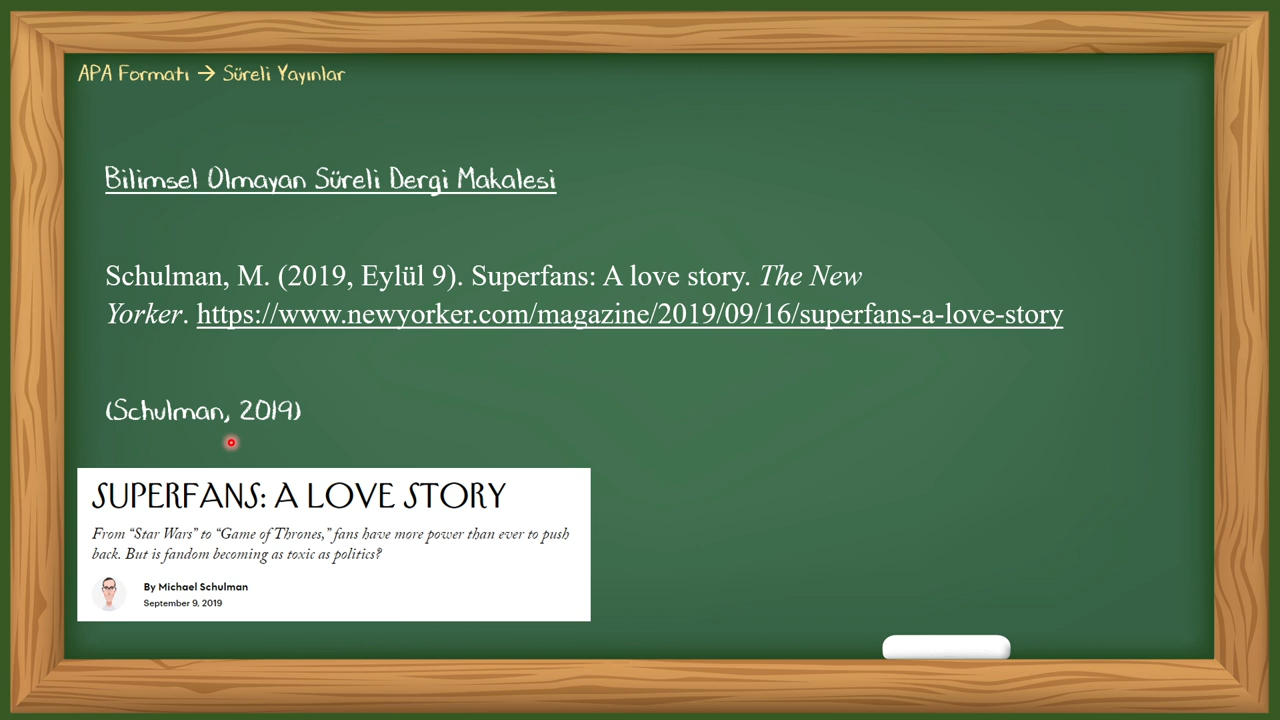 APA Formatı → Süreli Yayınlar
Bilimsel Olmayan Süreli Dergi Makalesi
Schulman, M. (2019, Eylül 9). Superfans: A love story. The New
Yorker. https://www.newyorker.com/magazine/2019/09/16/superfans-a-love-story
(Schulman, 2019)
SUPERFANS: A LOVE STORY
From “Star Wars” to “Game of Thrones,” fans have more power than ever to push
back. But is fandom becoming as toxic as politics?
By Michael Schulman
September 9, 2019